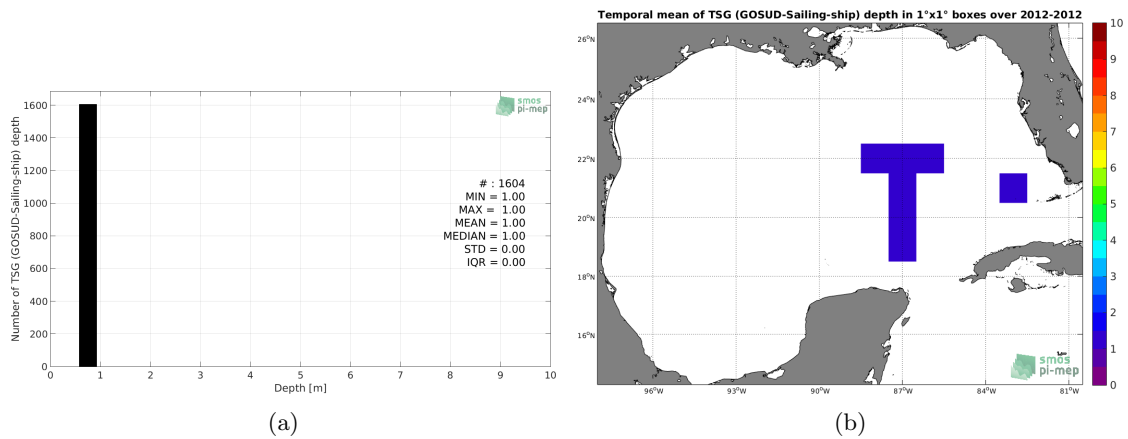 Temporal mean of TSG (GOSUD-Sailing-ship) depth in 1°x1° boxes over 2012-2012
Number of TSG (GOSUD-Sailing-ship) depth
1600
1400
1200
1000
800
600
400
200
0
smos
pi-mep
# : 1604
MIN = 1.00
MAX = 1.00
MEAN = 1.00
MEDIAN = 1.00
STD = 0.00
IQR = 0.00
0 1 2 3 4 5 6 7 8 9 10
Depth [m]
(a)
26°N
24°N
22°N
20°N
18°N
16°N
96°W 93°W 90°W 87°W 84°W 81°W
smos
pi-mep
10
9
8
7
6
5
4
3
2
1
0
(b)